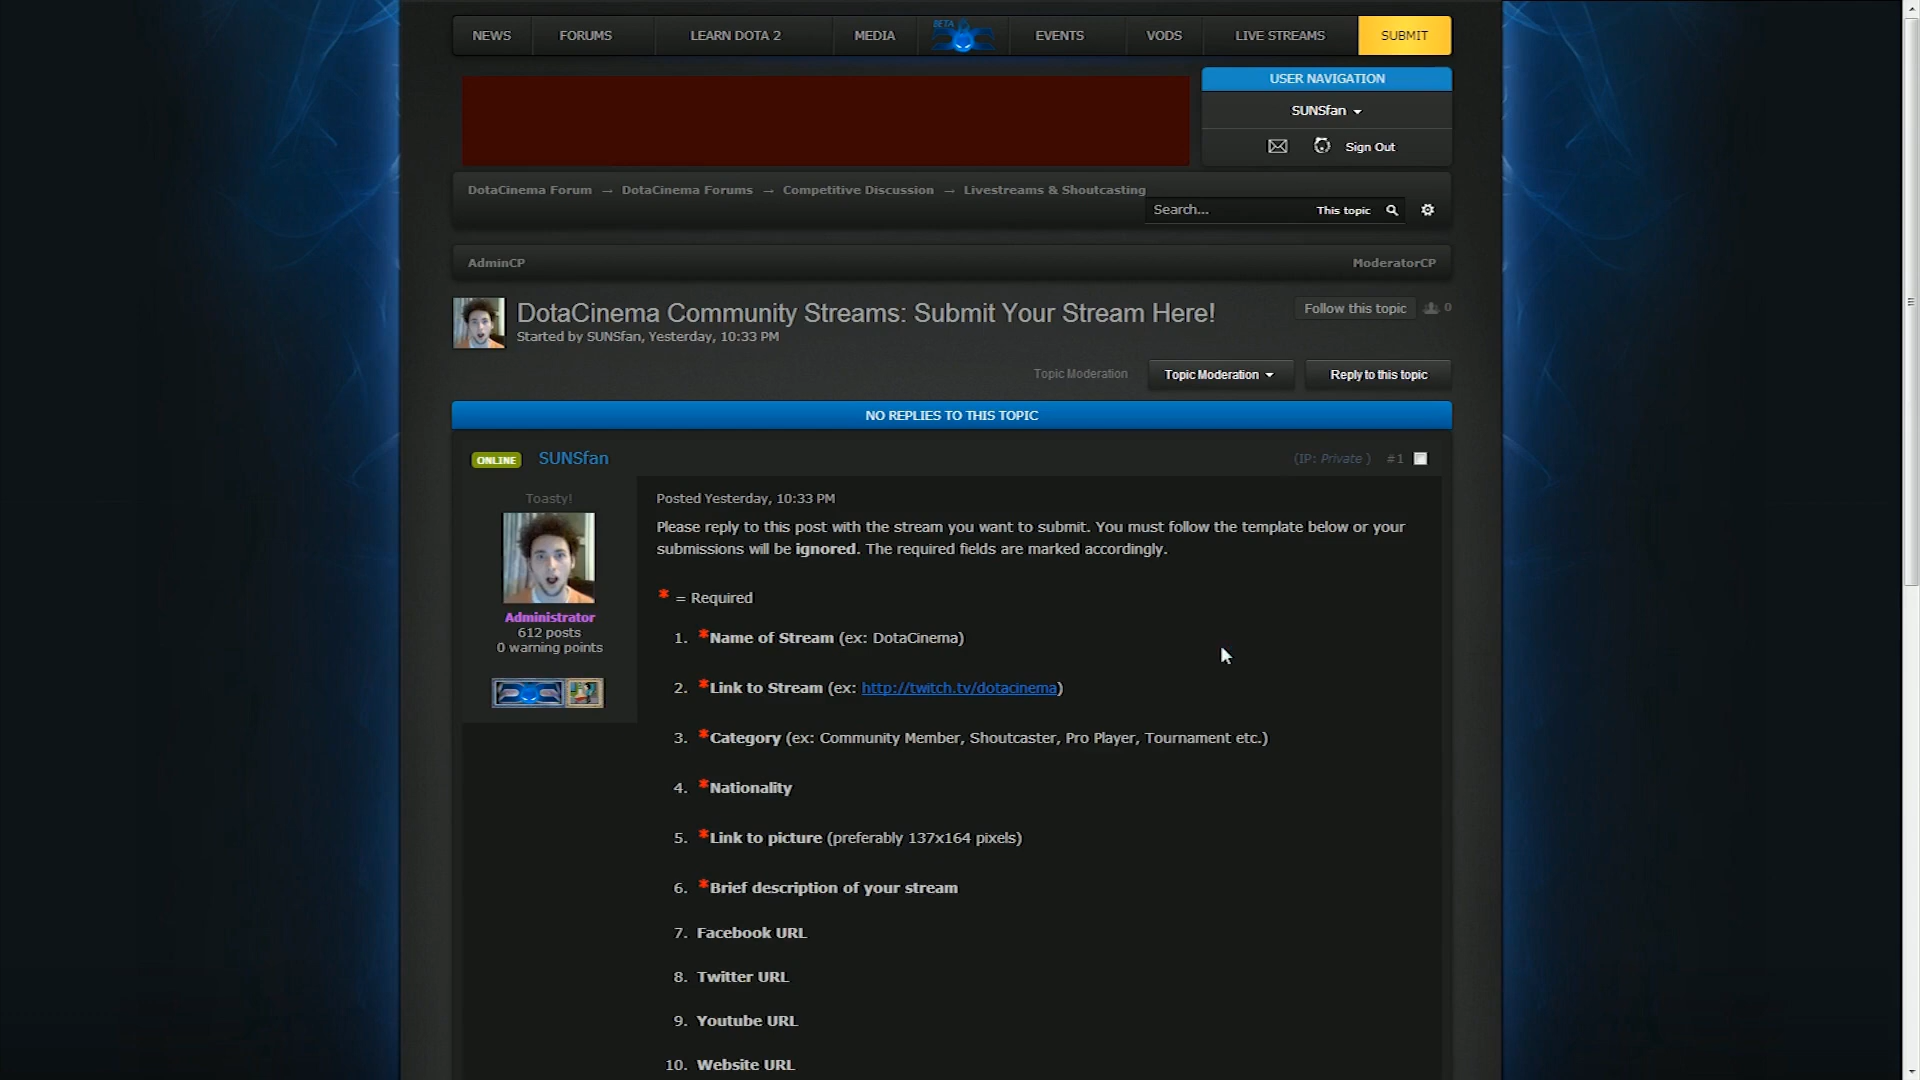 NEWS FORUMS LEARN DOTA 2 MEDIA BETA EVENTS VODS LIVE STREAMS SUBMIT
USER NAVIGATION
SUNSfan
Sign Out
DotaCinema Forum → DotaCinema Forums → Competitive Discussion → Livestreams & Shoutcasting
Search... This topic
AdminCP ModeratorCP
DotaCinema Community Streams: Submit Your Stream Here!
Follow this topic 0
Started by SUNSfan, Yesterday, 10:33 PM
Topic Moderation Topic Moderation Reply to this topic
NO REPLIES TO THIS TOPIC
ONLINE SUNSfan (IP: Private ) #1
Toasty!
Administrator
612 posts
0 warning points
Posted Yesterday, 10:33 PM
Please reply to this post with the stream you want to submit. You must follow the template below or your
submissions will be ignored. The required fields are marked accordingly.
* = Required
1. *Name of Stream (ex: DotaCinema)
2. *Link to Stream (ex: http://twitch.tv/dotacinema)
3. *Category (ex: Community Member, Shoutcaster, Pro Player, Tournament etc.)
4. *Nationality
5. *Link to picture (preferably 137x164 pixels)
6. *Brief description of your stream
7. Facebook URL
8. Twitter URL
9. Youtube URL
10. Website URL